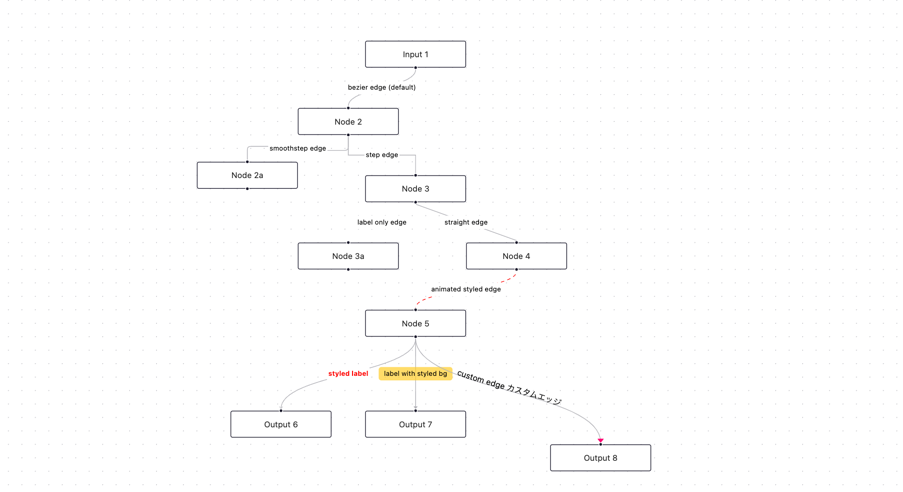 Input 1
bezier edge (default)
Node 2
smoothstep edge
step edge
Node 2a
Node 3
label only edge
straight edge
Node 3a
Node 4
animated styled edge
Node 5
styled label
label with styled bg
custom edge カスタムエッジ
Output 6
Output 7
Output 8